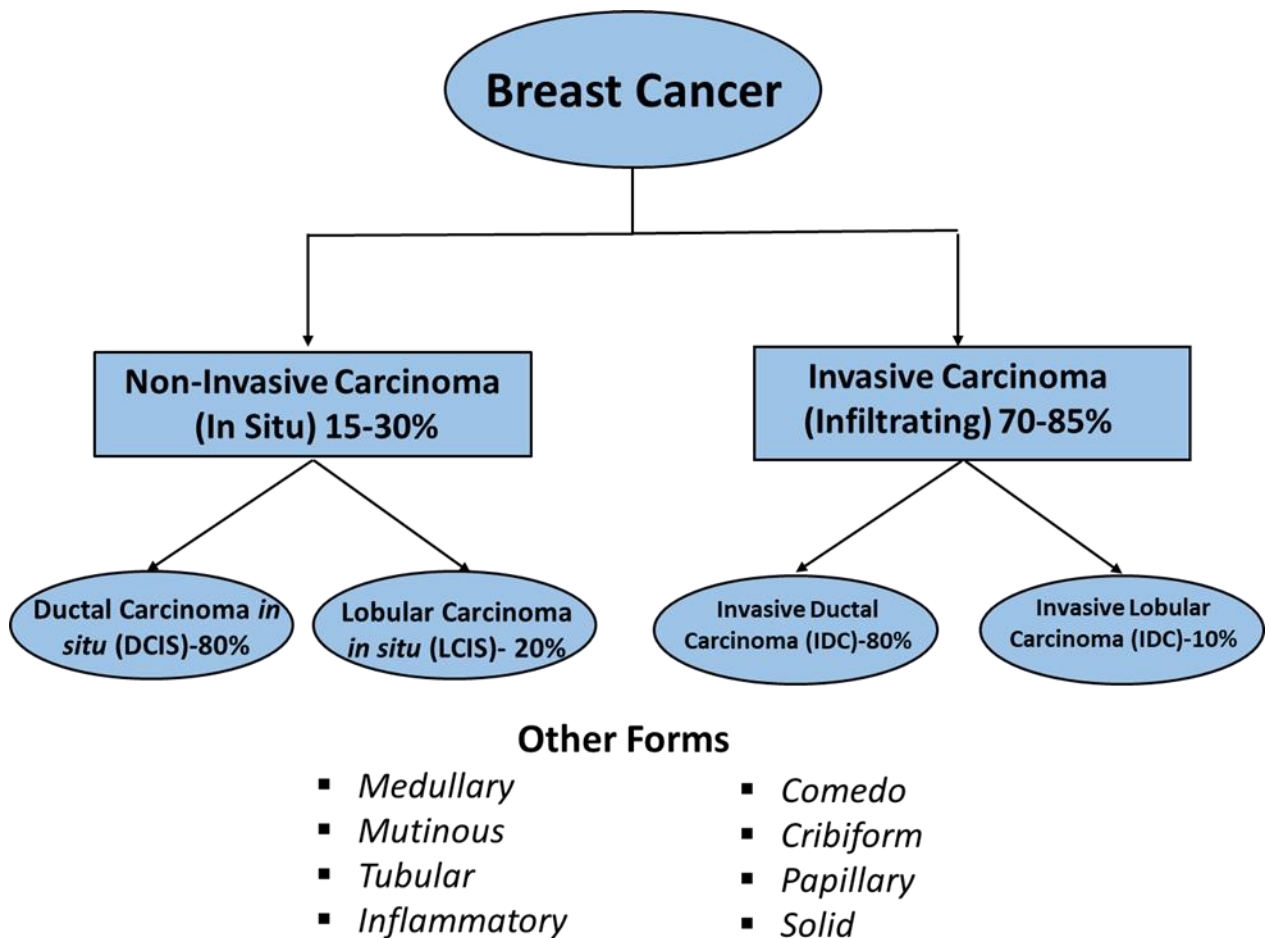 Breast Cancer
Non-Invasive Carcinoma
(In Situ) 15-30%
Invasive Carcinoma
(Infiltrating) 70-85%
Ductal Carcinoma in
situ (DCIS)-80%
Lobular Carcinoma
in situ (LCIS)- 20%
Invasive Ductal
Carcinoma (IDC)-80%
Invasive Lobular
Carcinoma (IDC)-10%
Other Forms
▪ Medullary
▪ Mutinous
▪ Tubular
▪ Inflammatory
▪ Comedo
▪ Cribiform
▪ Papillary
▪ Solid